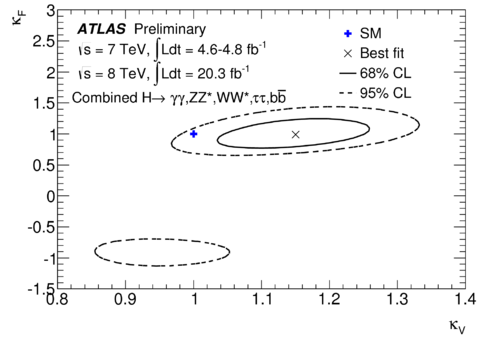 κ_F
ATLAS Preliminary
√s = 7 TeV, ∫Ldt = 4.6-4.8 fb⁻¹
√s = 8 TeV, ∫Ldt = 20.3 fb⁻¹
Combined H→ γγ,ZZ*,WW*,ττ,bb̅
SM
Best fit
68% CL
95% CL
3
2.5
2
1.5
1
0.5
0
-0.5
-1
-1.5
0.8 0.9 1 1.1 1.2 1.3 1.4
κ_V